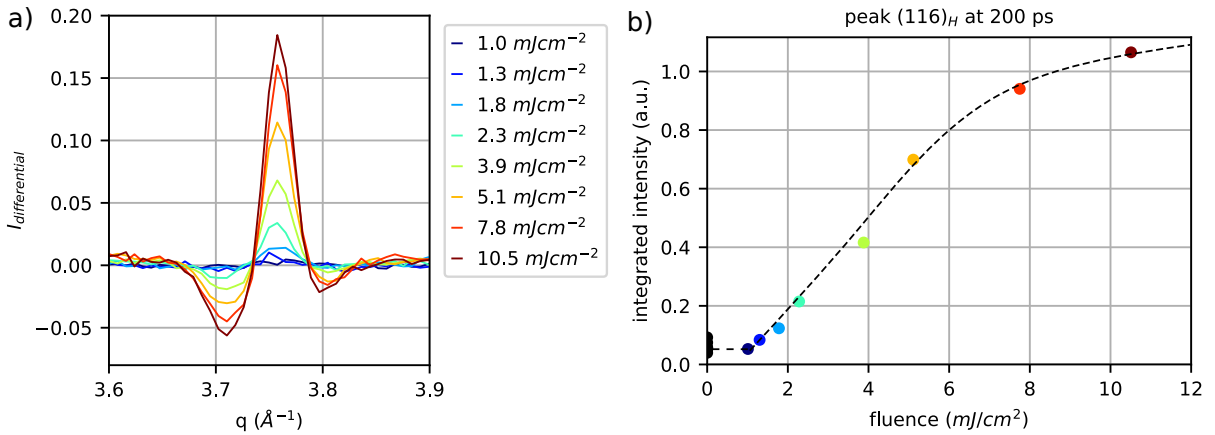 a)
0.20
0.15
0.10
0.05
0.00
−0.05
I_differential
3.6
3.7
3.8
3.9
q (Å⁻¹)
1.0 mJcm⁻²
1.3 mJcm⁻²
1.8 mJcm⁻²
2.3 mJcm⁻²
3.9 mJcm⁻²
5.1 mJcm⁻²
7.8 mJcm⁻²
10.5 mJcm⁻²
b)
peak (116)_H at 200 ps
1.0
0.8
0.6
0.4
0.2
0.0
integrated intensity (a.u.)
0
2
4
6
8
10
12
fluence (mJ/cm²)